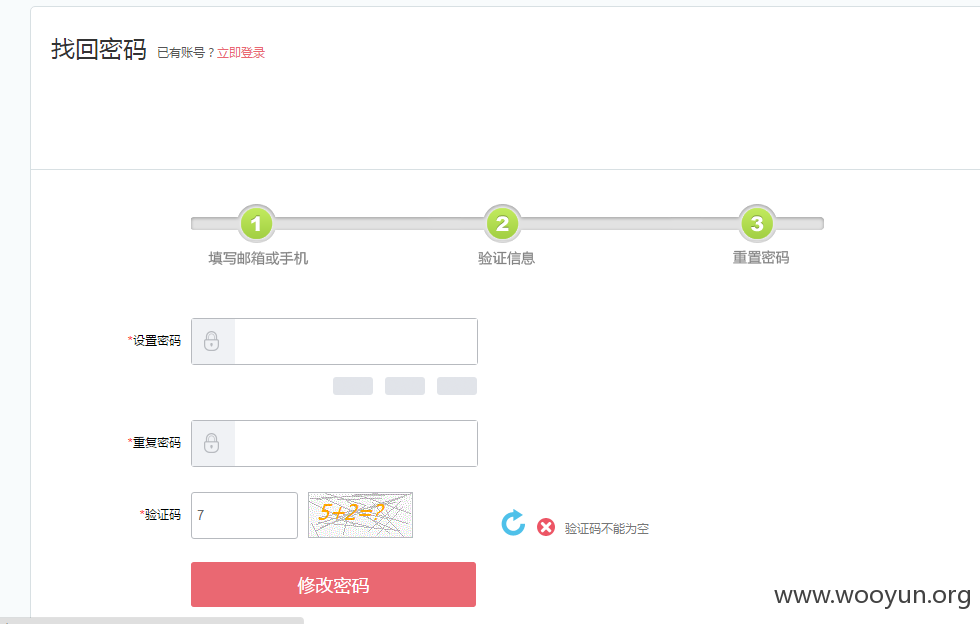 找回密码 已有账号？立即登录
1 2 3
填写邮箱或手机 验证信息 重置密码
*设置密码
*重复密码
*验证码 7 5+2=? 验证码不能为空
修改密码
www.wooyun.org